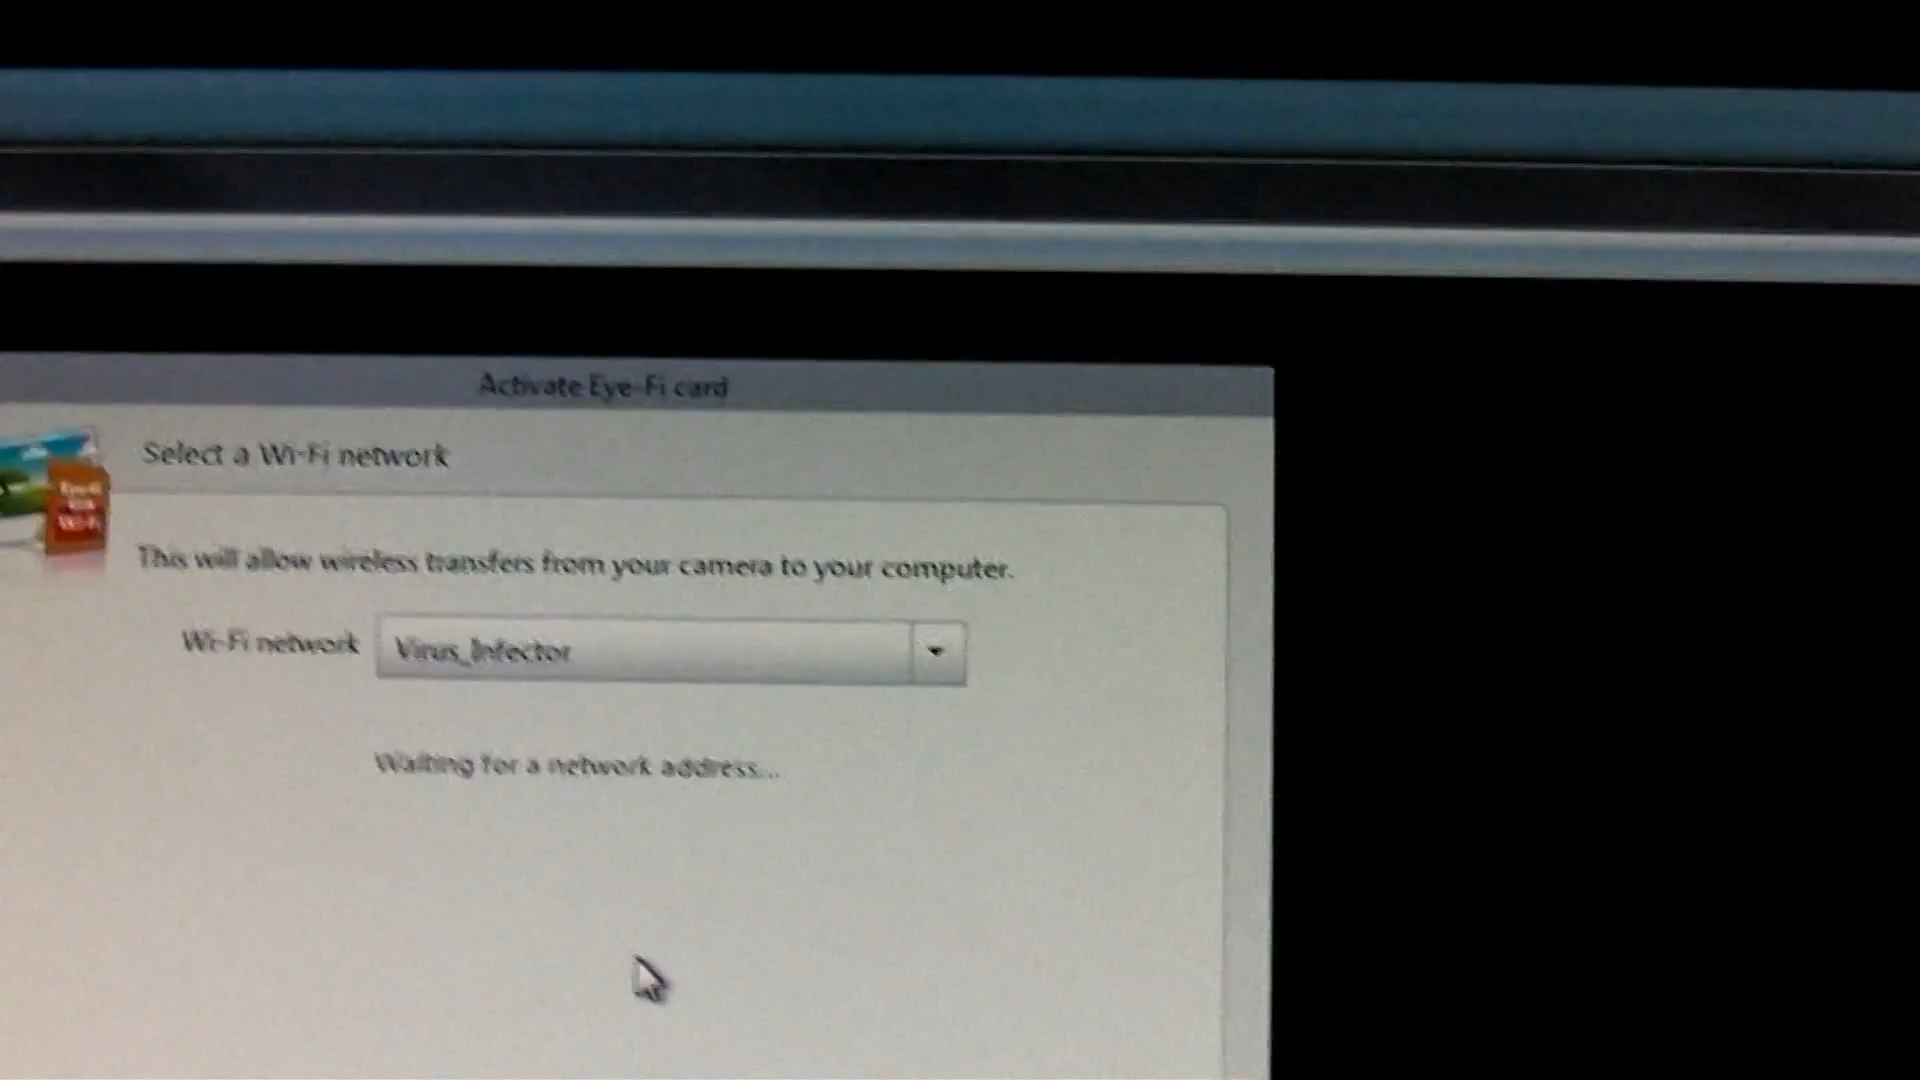 Activate Eye-Fi card
Select a Wi-Fi network
This will allow wireless transfers from your camera to your computer.
Wi-Fi network
Virus_Infector
Waiting for a network address...